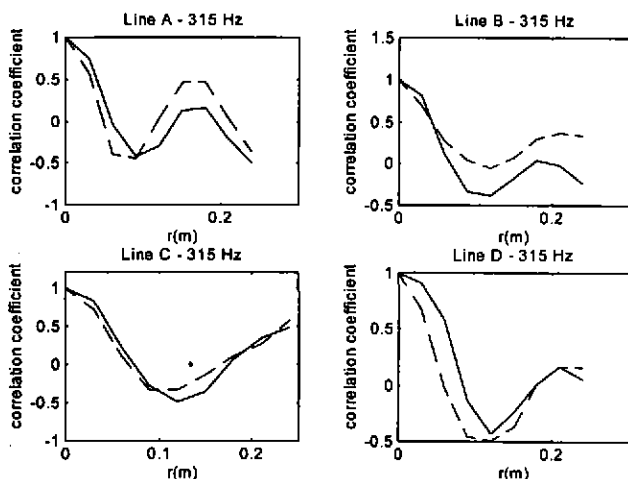 Line A - 315 Hz
correlation coefficient
1
0.5
0
-0.5
-1
0
0.2
r(m)
Line B - 315 Hz
correlation coefficient
1.5
1
0.5
0
-0.5
0
0.2
r(m)
Line C - 315 Hz
correlation coefficient
1
0.5
0
-0.5
-1
0
0.1
0.2
r(m)
Line D - 315 Hz
correlation coefficient
1
0.5
0
-0.5
0
0.2
r(m)